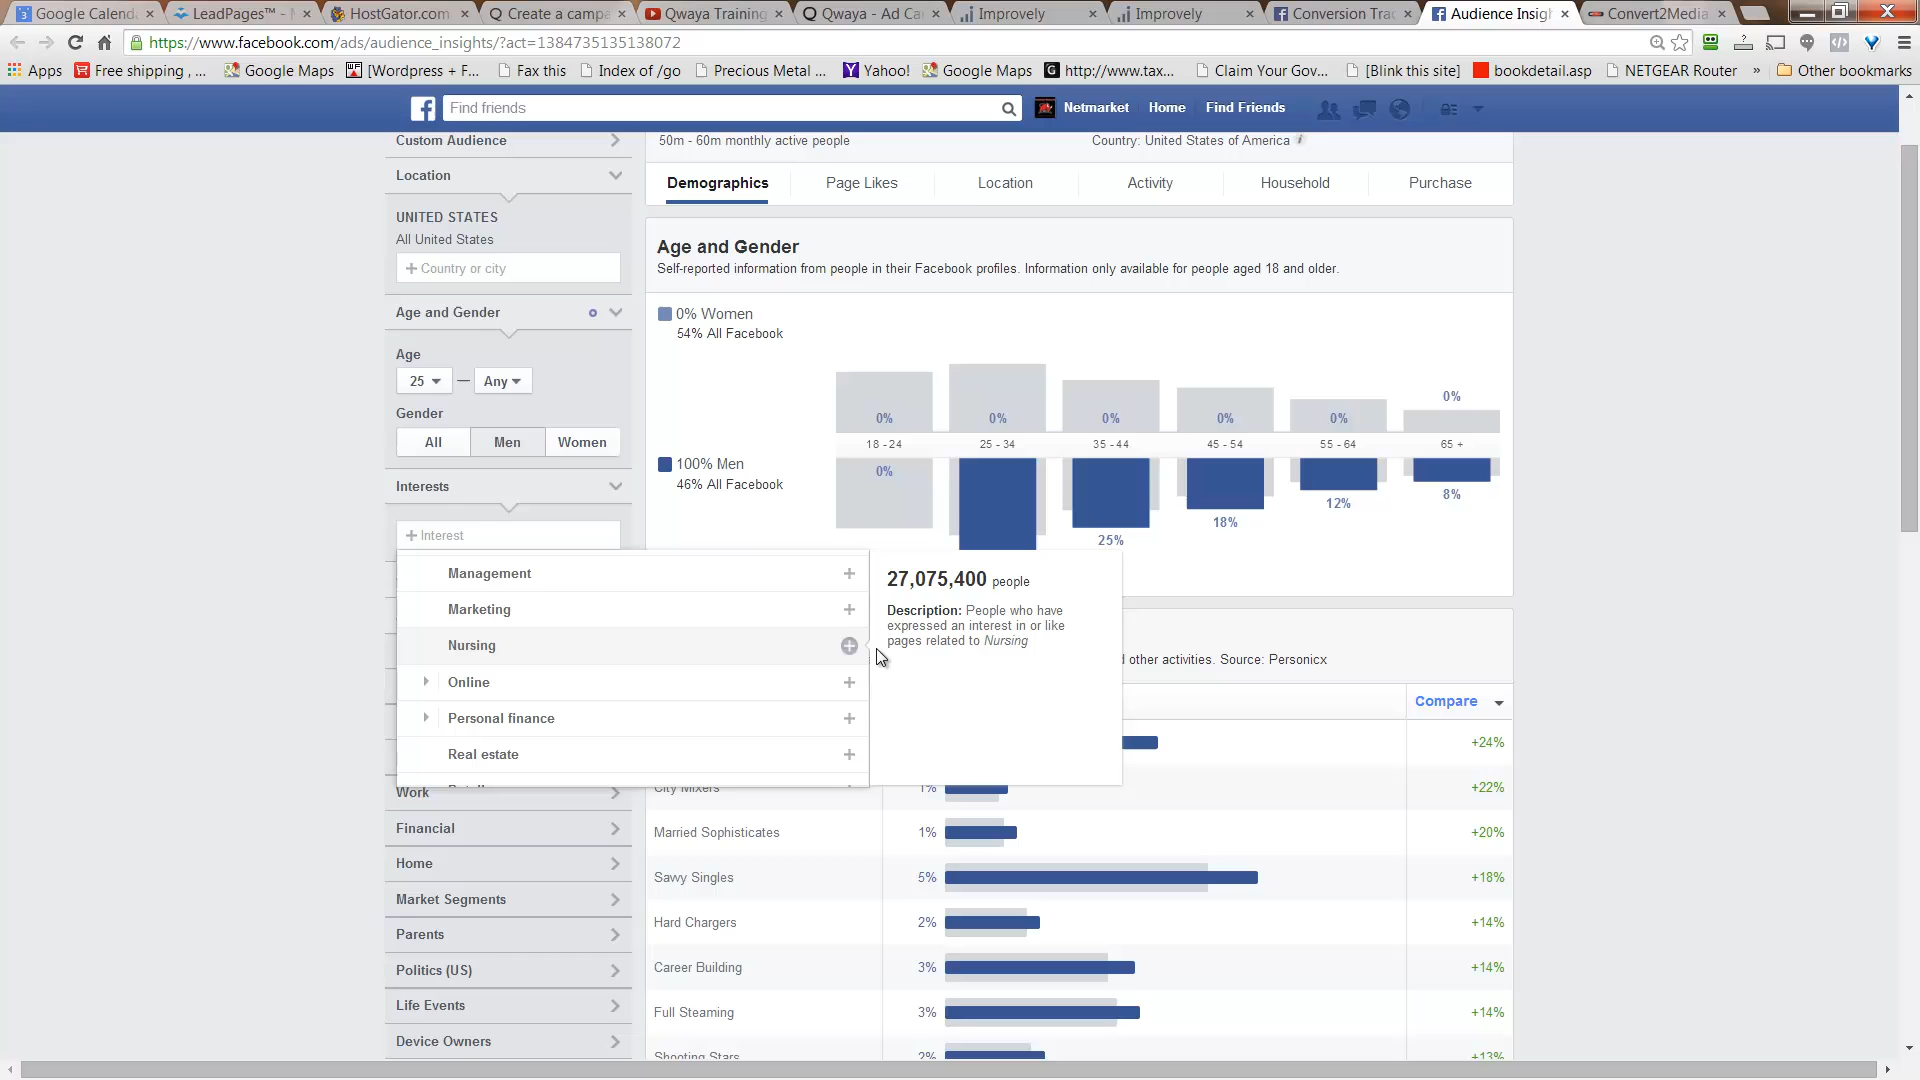 Google Calend
LeadPages™ -
HostGator.com
Create a campa
Qwaya Training
Qwaya - Ad Ca
Improvely
Improvely
Conversion Trac
Audience Insigh
Convert2Media
https://www.facebook.com/ads/audience_insights/?act=1384735135138072
Apps
Free shipping , ...
Google Maps
[Wordpress + F...
Fax this
Index of /go
Precious Metal ...
Yahoo!
Google Maps
http://www.tax...
Claim Your Gov...
[Blink this site]
bookdetail.asp
NETGEAR Router
»
Other bookmarks
Find friends
Netmarket
Home
Find Friends
Custom Audience
50m - 60m monthly active people
Country: United States of America
Location
Demographics
Page Likes
Location
Activity
Household
Purchase
UNITED STATES
All United States
+ Country or city
Age and Gender
Age
25
—
Any
Gender
All
Men
Women
Interests
+ Interest
Age and Gender
Self-reported information from people in their Facebook profiles. Information only available for people aged 18 and older.
0% Women
54% All Facebook
0%
0%
0%
0%
0%
0%
18 - 24
25 - 34
35 - 44
45 - 54
55 - 64
65 +
100% Men
46% All Facebook
0%
25%
18%
12%
8%
Management
Marketing
Nursing
Online
Personal finance
Real estate
27,075,400 people
Description: People who have
expressed an interest in or like
pages related to Nursing
d other activities. Source: Personicx
Compare
+24%
City Mixers
1%
+22%
Married Sophisticates
1%
+20%
Savvy Singles
5%
+18%
Hard Chargers
2%
+14%
Career Building
3%
+14%
Full Steaming
3%
+14%
Shooting Stars
2%
+13%
Work
Financial
Home
Market Segments
Parents
Politics (US)
Life Events
Device Owners